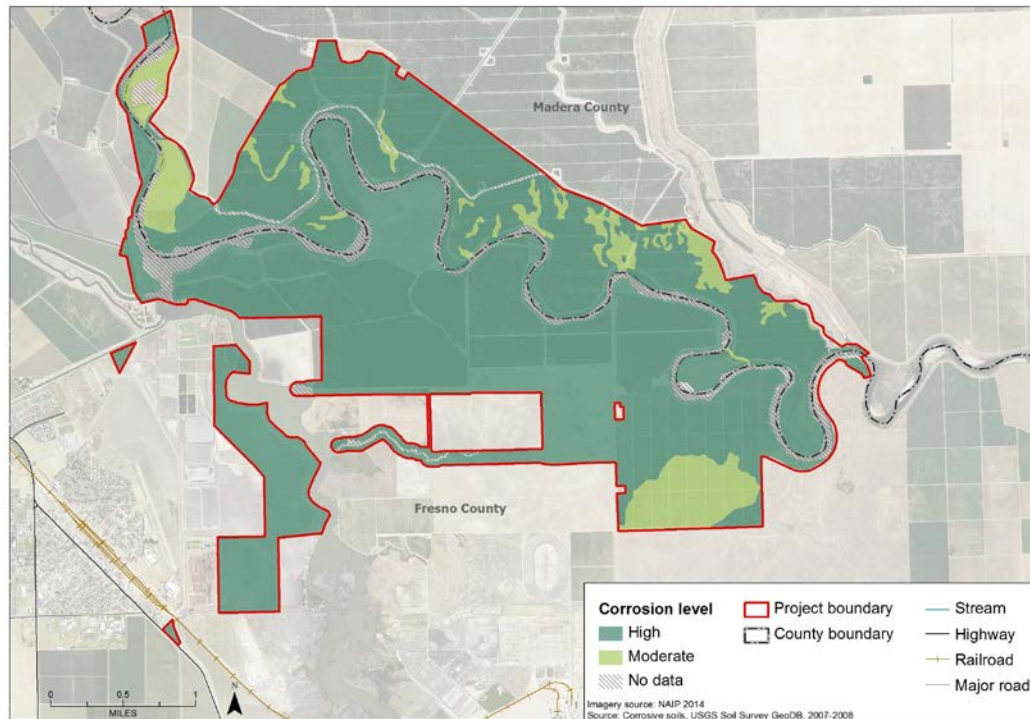 Madera County
Fresno County
Corrosion level
High
Moderate
No data
Project boundary
County boundary
Stream
Highway
Railroad
Major road
0 0.5 1
MILES
N
Imagery source: NAIP 2014
Source: Corrosive soils, USGS Soil Survey GeoDB, 2007-2008